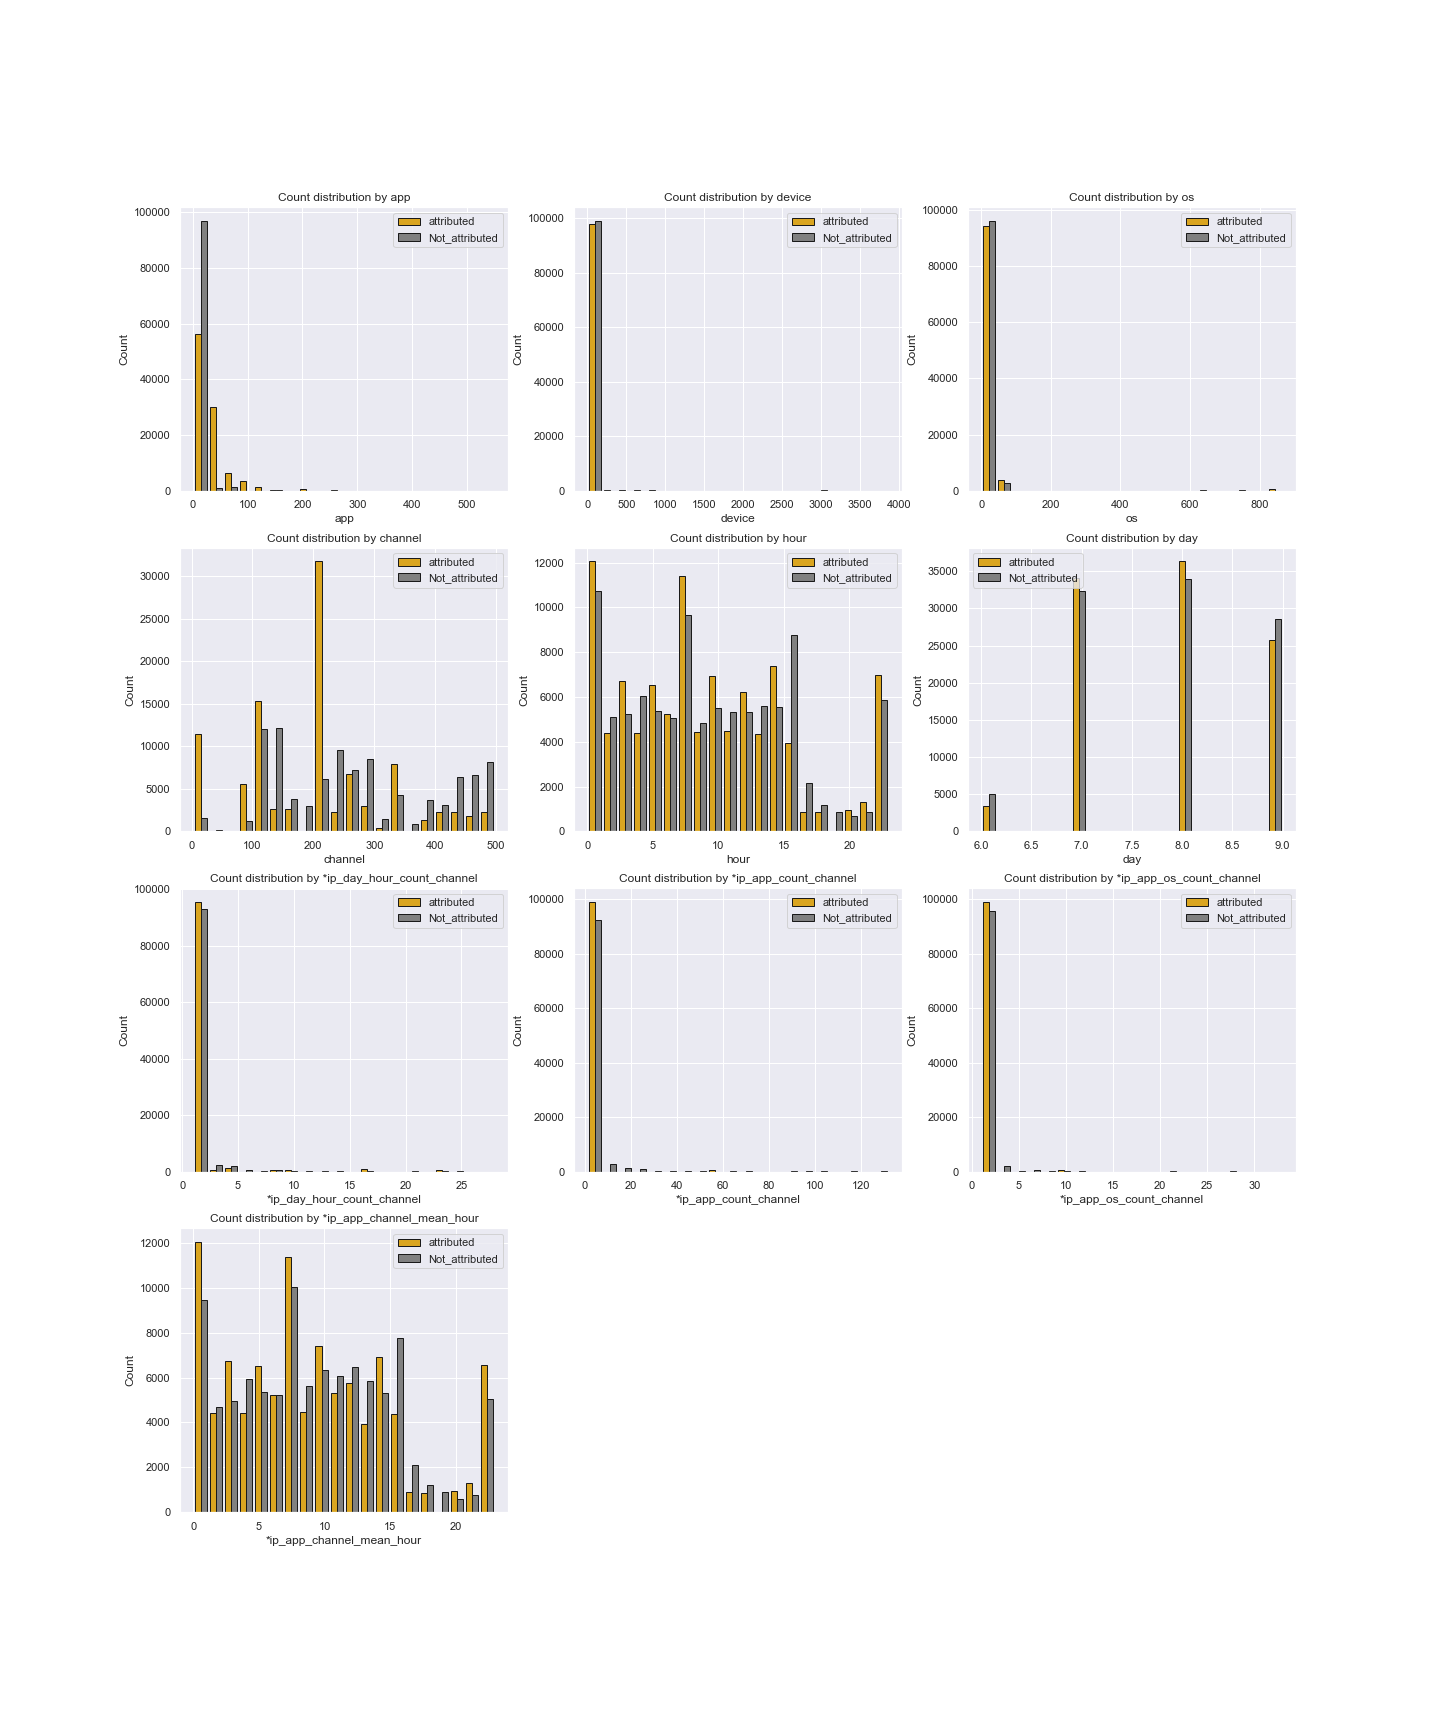 Count distribution by app
100000
80000
60000
40000
20000
0
Count
0 100 200 300 400 500
app
attributed
Not_attributed
Count distribution by device
100000
80000
60000
40000
20000
0
Count
0 500 1000 1500 2000 2500 3000 3500 4000
device
attributed
Not_attributed
Count distribution by os
100000
80000
60000
40000
20000
0
Count
0 200 400 600 800
os
attributed
Not_attributed
Count distribution by channel
30000
25000
20000
15000
10000
5000
0
Count
0 100 200 300 400 500
channel
attributed
Not_attributed
Count distribution by hour
12000
10000
8000
6000
4000
2000
0
Count
0 5 10 15 20
hour
attributed
Not_attributed
Count distribution by day
35000
30000
25000
20000
15000
10000
5000
0
Count
6.0 6.5 7.0 7.5 8.0 8.5 9.0
day
attributed
Not_attributed
Count distribution by *ip_day_hour_count_channel
100000
80000
60000
40000
20000
0
Count
0 5 10 15 20 25
*ip_day_hour_count_channel
attributed
Not_attributed
Count distribution by *ip_app_count_channel
100000
80000
60000
40000
20000
0
Count
0 20 40 60 80 100 120
*ip_app_count_channel
attributed
Not_attributed
Count distribution by *ip_app_os_count_channel
100000
80000
60000
40000
20000
0
Count
0 5 10 15 20 25 30
*ip_app_os_count_channel
attributed
Not_attributed
Count distribution by *ip_app_channel_mean_hour
12000
10000
8000
6000
4000
2000
0
Count
0 5 10 15 20
*ip_app_channel_mean_hour
attributed
Not_attributed